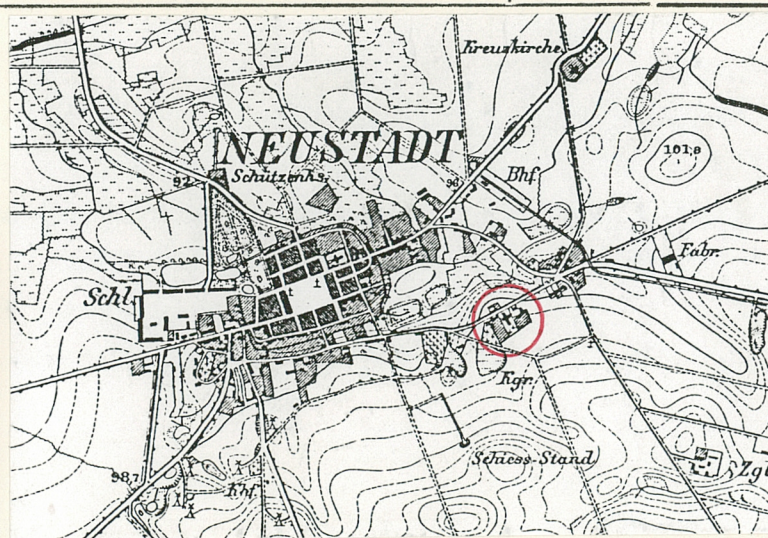 Kreuzkirche
NEUSTADT
101,8
Schützenhs.
92
96
Bhf.
Fabr.
Schl.
Kgr.
Schiess-Stand
98,7
Khf.
Zgl